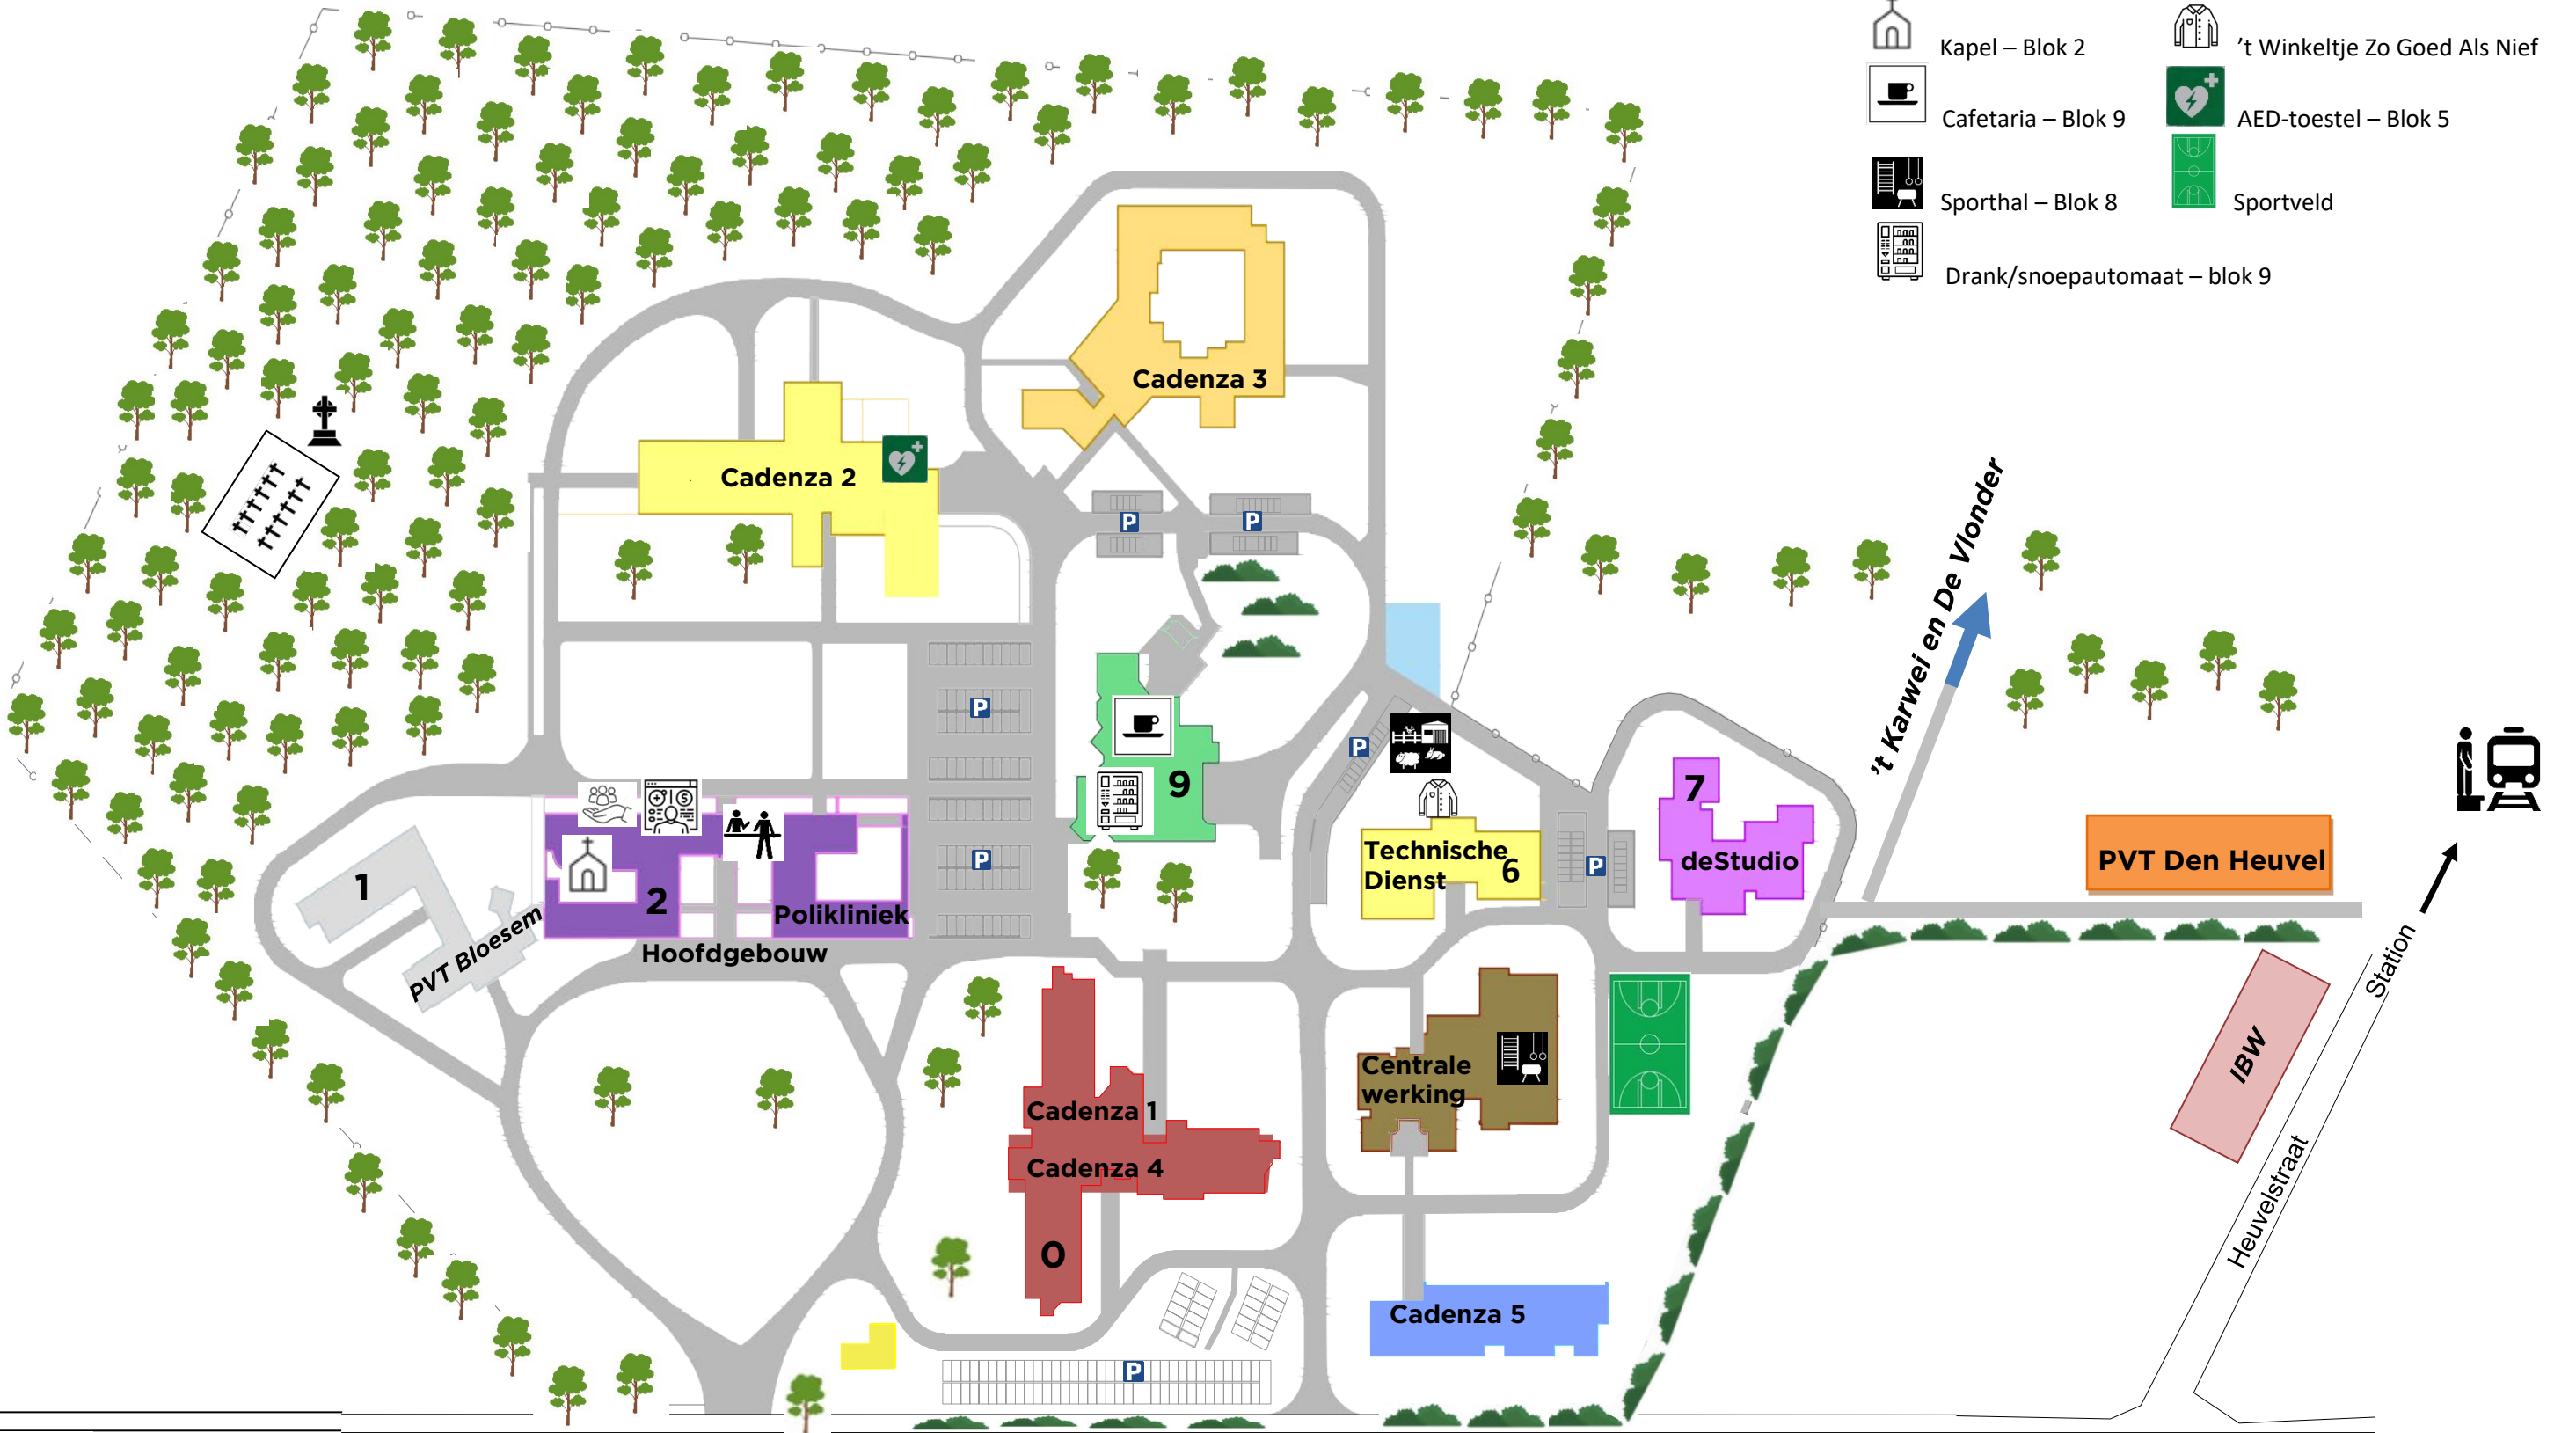 Kapel – Blok 2
't Winkeltje Zo Goed Als Nief
Cafetaria – Blok 9
AED-toestel – Blok 5
Sporthal – Blok 8
Sportveld
Drank/snoepautomaat – blok 9
Cadenza 3
Cadenza 2
P
P
't Karwei en De Vlonder
P
P
9
7
Technische
Dienst
6
P
deStudio
PVT Den Heuvel
1
2
P
Polikliniek
PVT Bloesem
Hoofdgebouw
Station
IBW
Centrale
werking
Cadenza 1
Cadenza 4
Heuvelstraat
0
Cadenza 5
P